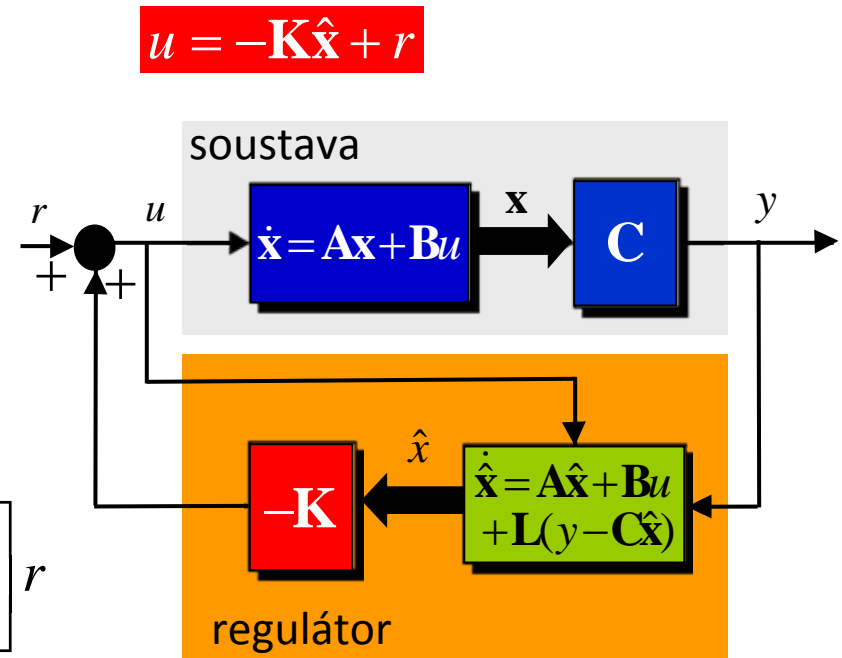 u = −Kx̂ + r
soustava
r
u
ẋ = Ax + Bu
x
C
y
+
+
−K
x̂
x̂̇ = Ax̂ + Bu
+L(y − Cx̂)
r
regulátor